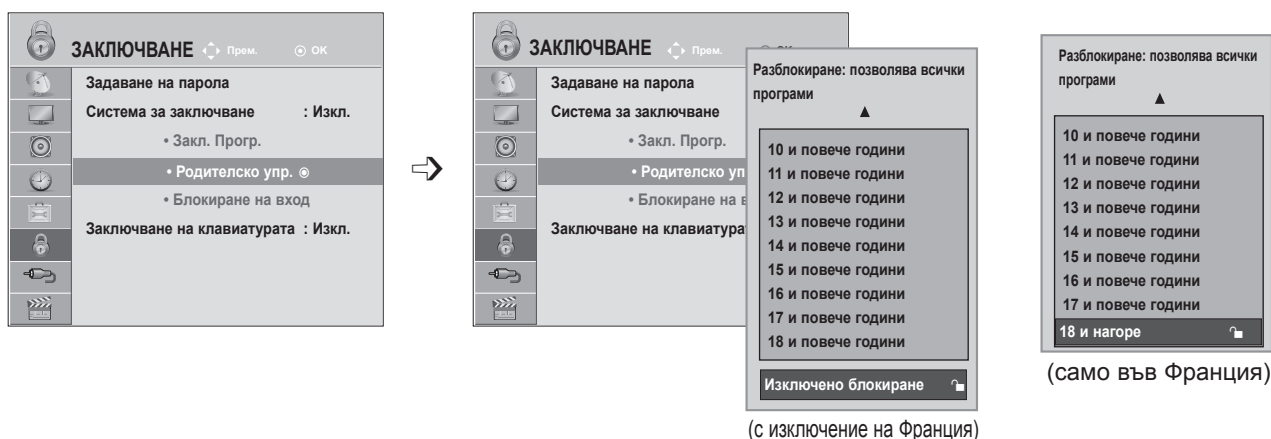 ЗАКЛЮЧВАНЕ Прем. OK
Задаване на парола
Система за заключване : Изкл.
• Закл. Прогр.
• Родителско упр.
• Блокиране на вход
Заключване на клавиатурата : Изкл.
ЗАКЛЮЧВАНЕ Прем.
Задаване на парола
Система за заключване
• Закл. Прогр.
• Родителско уп
• Блокиране на в
Заключване на клавиатура
Разблокиране: позволява всички
програми
10 и повече години
11 и повече години
12 и повече години
13 и повече години
14 и повече години
15 и повече години
16 и повече години
17 и повече години
18 и повече години
Изключено блокиране
(с изключение на Франция)
Разблокиране: позволява всички
програми
10 и повече години
11 и повече години
12 и повече години
13 и повече години
14 и повече години
15 и повече години
16 и повече години
17 и повече години
18 и нагоре
(само във Франция)